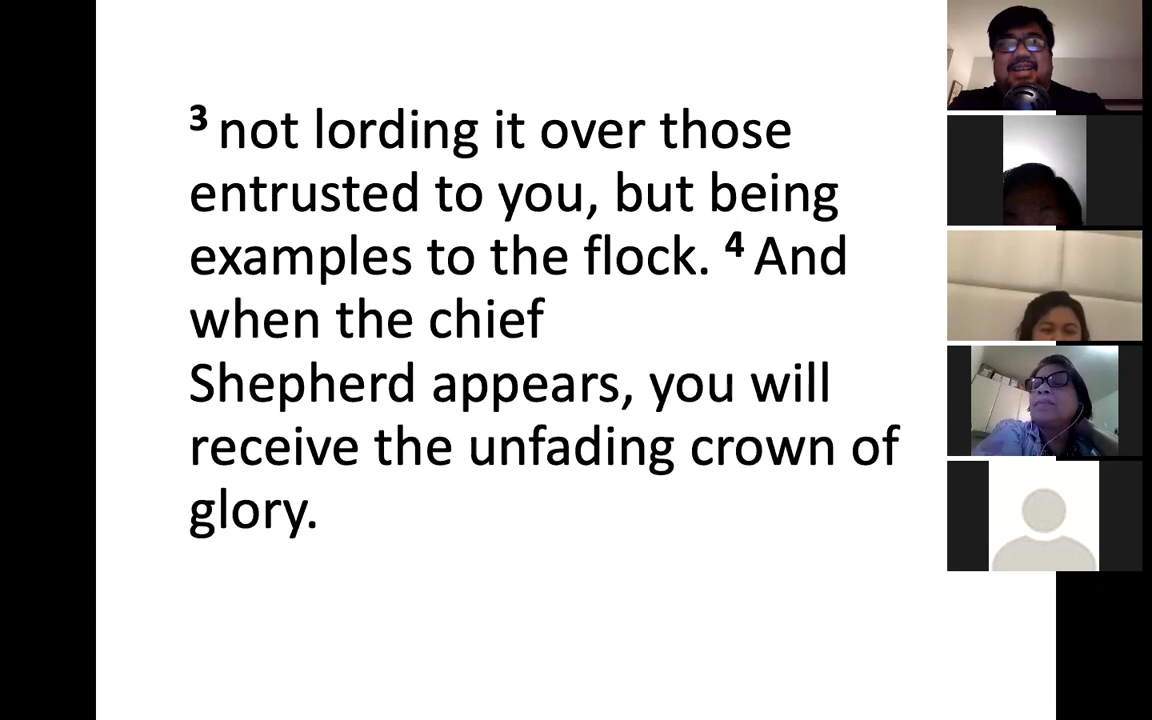 3 not lording it over those
entrusted to you, but being
examples to the flock. 4 And
when the chief
Shepherd appears, you will
receive the unfading crown of
glory.